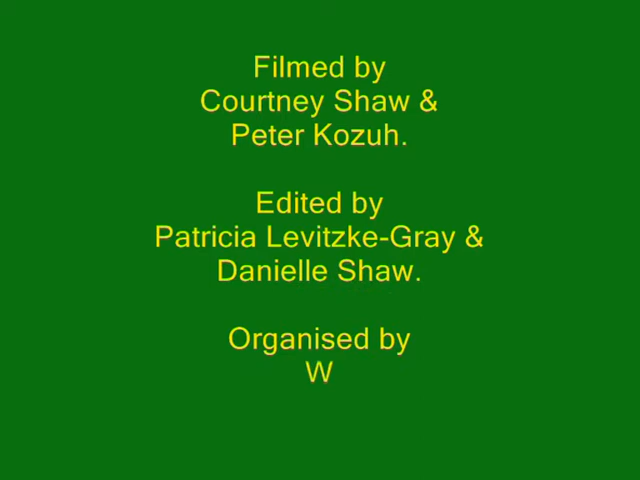 Filmed by
Courtney Shaw &
Peter Kozuh.
Edited by
Patricia Levitzke-Gray &
Danielle Shaw.
Organised by
W